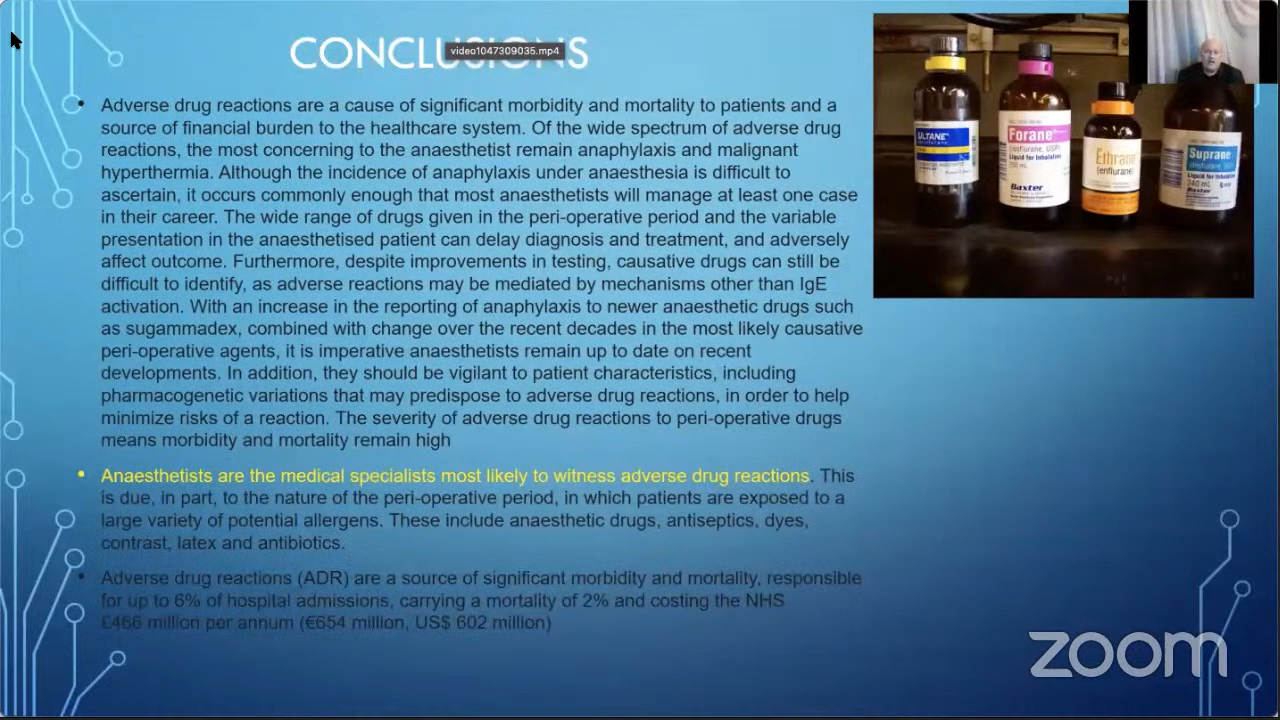 CONCLUSIONS
video1047309035.mp4
• Adverse drug reactions are a cause of significant morbidity and mortality to patients and a
source of financial burden to the healthcare system. Of the wide spectrum of adverse drug
reactions, the most concerning to the anaesthetist remain anaphylaxis and malignant
hyperthermia. Although the incidence of anaphylaxis under anesthesia is difficult to
ascertain, it occurs commonly enough that most anaesthetists will manage at least one case
in their career. The wide range of drugs given in the peri-operative period and the variable
presentation in the anaesthetised patient can delay diagnosis and treatment, and adversely
affect outcome. Furthermore, despite improvements in testing, causative drugs can still be
difficult to identify, as adverse reactions may be mediated by mechanisms other than IgE
activation. With an increase in the reporting of anaphylaxis to newer anaesthetic drugs such
as sugammadex, combined with change over the recent decades in the most likely causative
peri-operative agents, it is imperative anaesthetists remain up to date on recent
developments. In addition, they should be vigilant to patient characteristics, including
pharmacogenetic variations that may predispose to adverse drug reactions, in order to help
minimize risks of a reaction. The severity of adverse drug reactions to peri-operative drugs
means morbidity and mortality remain high
• Anaesthetists are the medical specialists most likely to witness adverse drug reactions. This
is due, in part, to the nature of the peri-operative period, in which patients are exposed to a
large variety of potential allergens. These include anaesthetic drugs, antiseptics, dyes,
contrast, latex and antibiotics.
• Adverse drug reactions (ADR) are a source of significant morbidity and mortality, responsible
for up to 6% of hospital admissions, carrying a mortality of 2% and costing the NHS
£466 million per annum (€654 million, US$ 602 million)
ULTANE
Forane
(isoflurane, USP)
Liquid for Inhalation
Baxter
Ethrane
(enflurane)
Suprane
Liquid for Inhalation
240 mL
Baxter
zoom